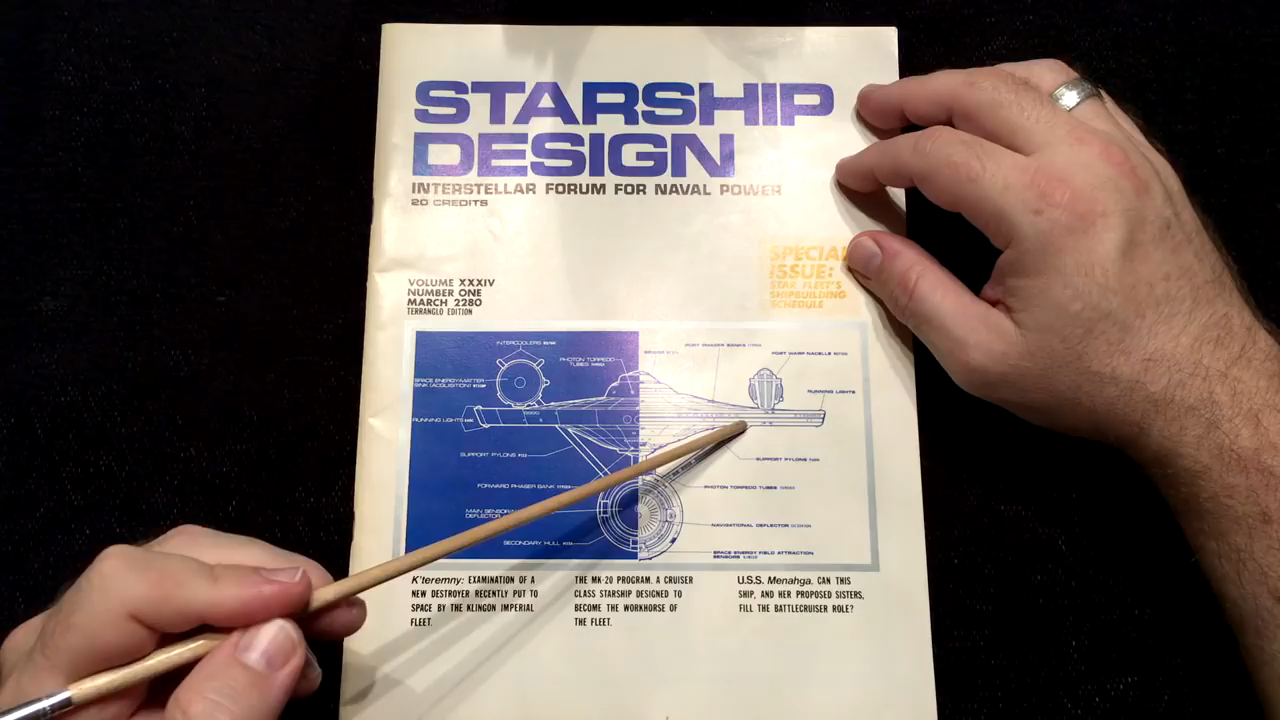 STARSHIP
DESIGN
INTERSTELLAR FORUM FOR NAVAL POWER
20 CREDITS
SPECIAL
ISSUE:
STAR FLEET'S
SHIPBUILDING
SCHEDULE
VOLUME XXXIV
NUMBER ONE
MARCH 2280
TERRANGLO EDITION
INTERCOOLERS
PHOTON TORPEDO
TUBES
SPACE ENERGY/MATTER
SINK (ACQUISITION)
RUNNING LIGHTS
SUPPORT PYLONS
FORWARD PHASER BANK
MAIN SENSOR/
DEFLECTOR
SECONDARY HULL
BRIDGE
PORT PHASER BANKS
PORT WARP NACELLE
RUNNING LIGHTS
SUPPORT PYLONS
PHOTON TORPEDO TUBES
NAVIGATIONAL DEFLECTOR
SPACE ENERGY FIELD ATTRACTION
SENSORS
K'teremny: EXAMINATION OF A
NEW DESTROYER RECENTLY PUT TO
SPACE BY THE KLINGON IMPERIAL
FLEET.
THE MK-20 PROGRAM. A CRUISER
CLASS STARSHIP DESIGNED TO
BECOME THE WORKHORSE OF
THE FLEET.
U.S.S. Menahga. CAN THIS
SHIP, AND HER PROPOSED SISTERS,
FILL THE BATTLECRUISER ROLE?